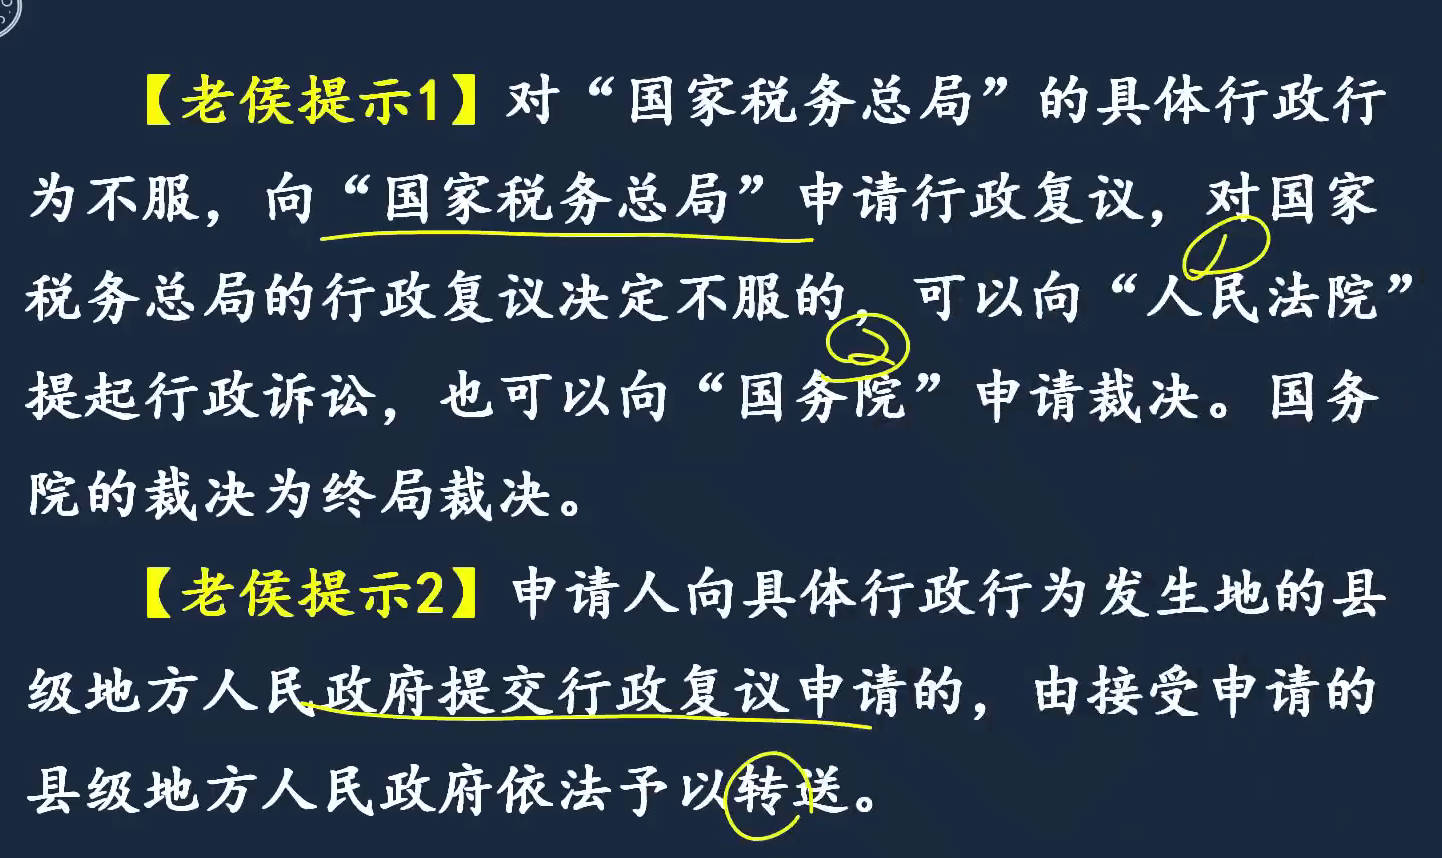 【老侯提示1】对“国家税务总局”的具体行政行
为不服，向“国家税务总局”申请行政复议，对国家
税务总局的行政复议决定不服的，可以向“人民法院”
提起行政诉讼，也可以向“国务院”申请裁决。国务
院的裁决为终局裁决。
【老侯提示2】申请人向具体行政行为发生地的县
级地方人民政府提交行政复议申请的，由接受申请的
县级地方人民政府依法予以转送。